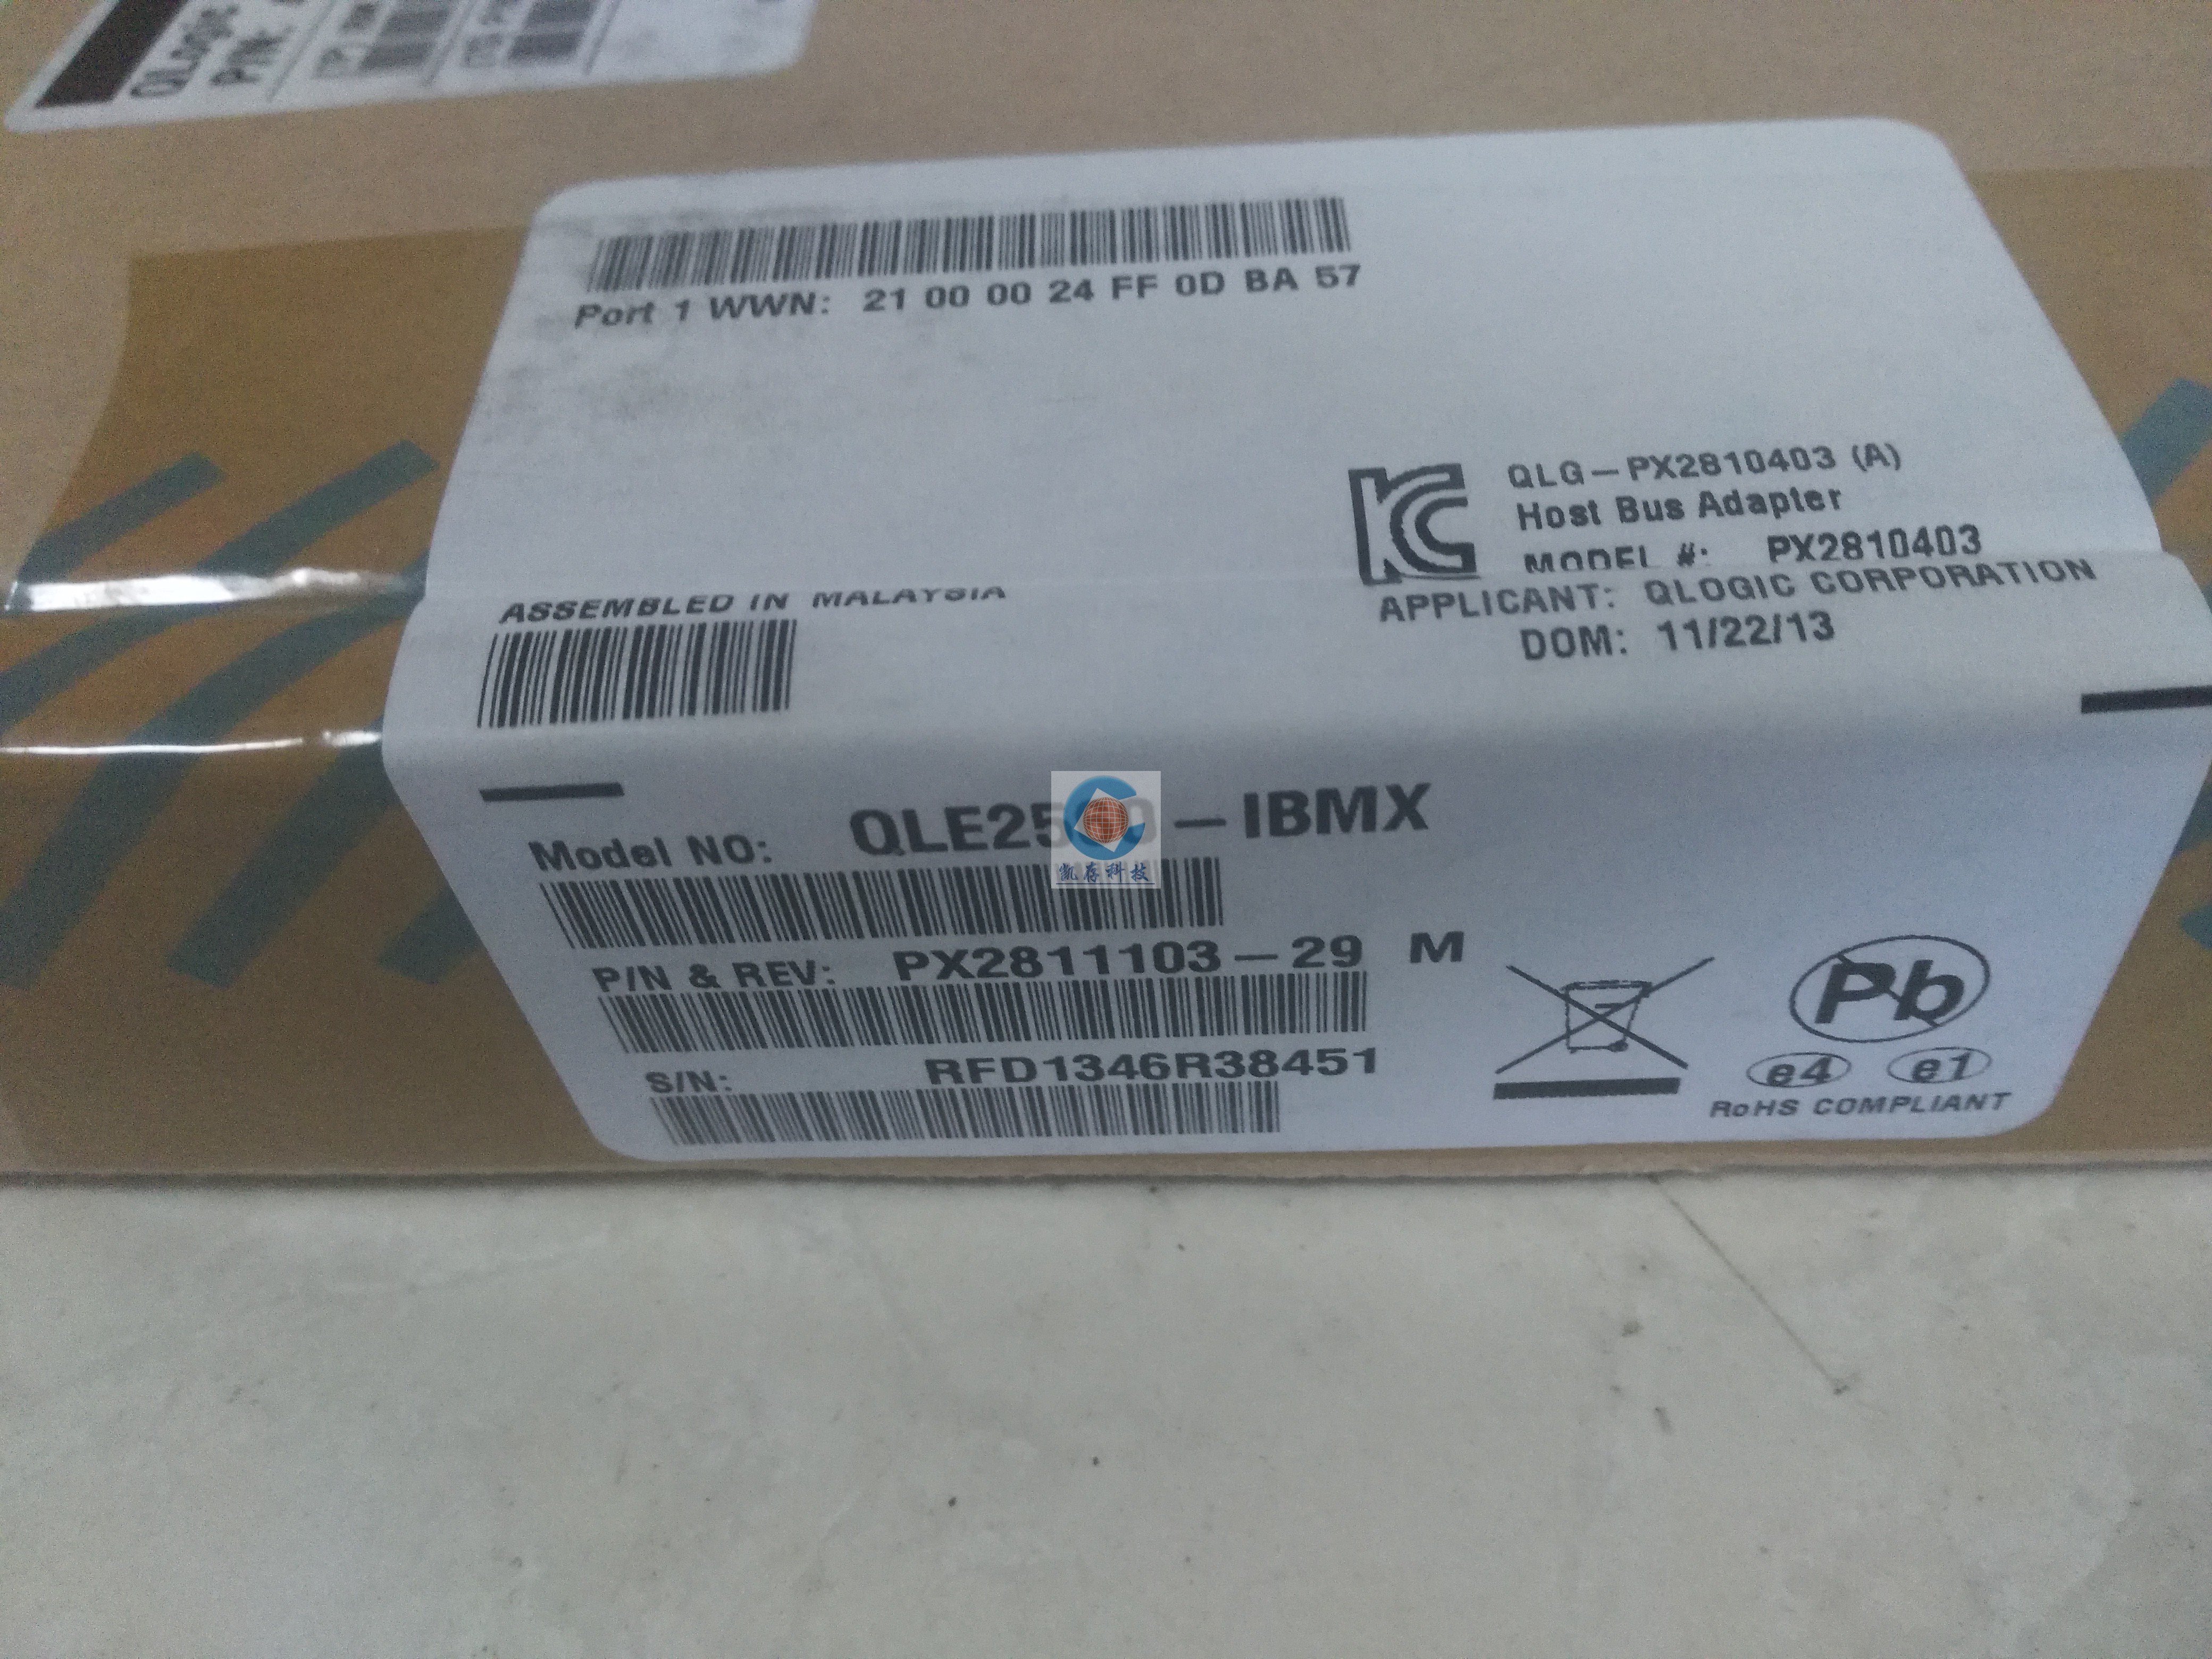 QLogic
P/N:
Port 1 WWN: 21 00 00 24 FF 0D BA 57
QLG-PX2810403 (A)
Host Bus Adapter
MODEL #: PX2810403
ASSEMBLED IN MALAYSIA
APPLICANT: QLOGIC CORPORATION
DOM: 11/22/13
Model NO: -IBMX
凯存科技
P/N & REV: PX2811103-29 M
S/N: RFD1346R38451
Pb
e4 e1
RoHS COMPLIANT